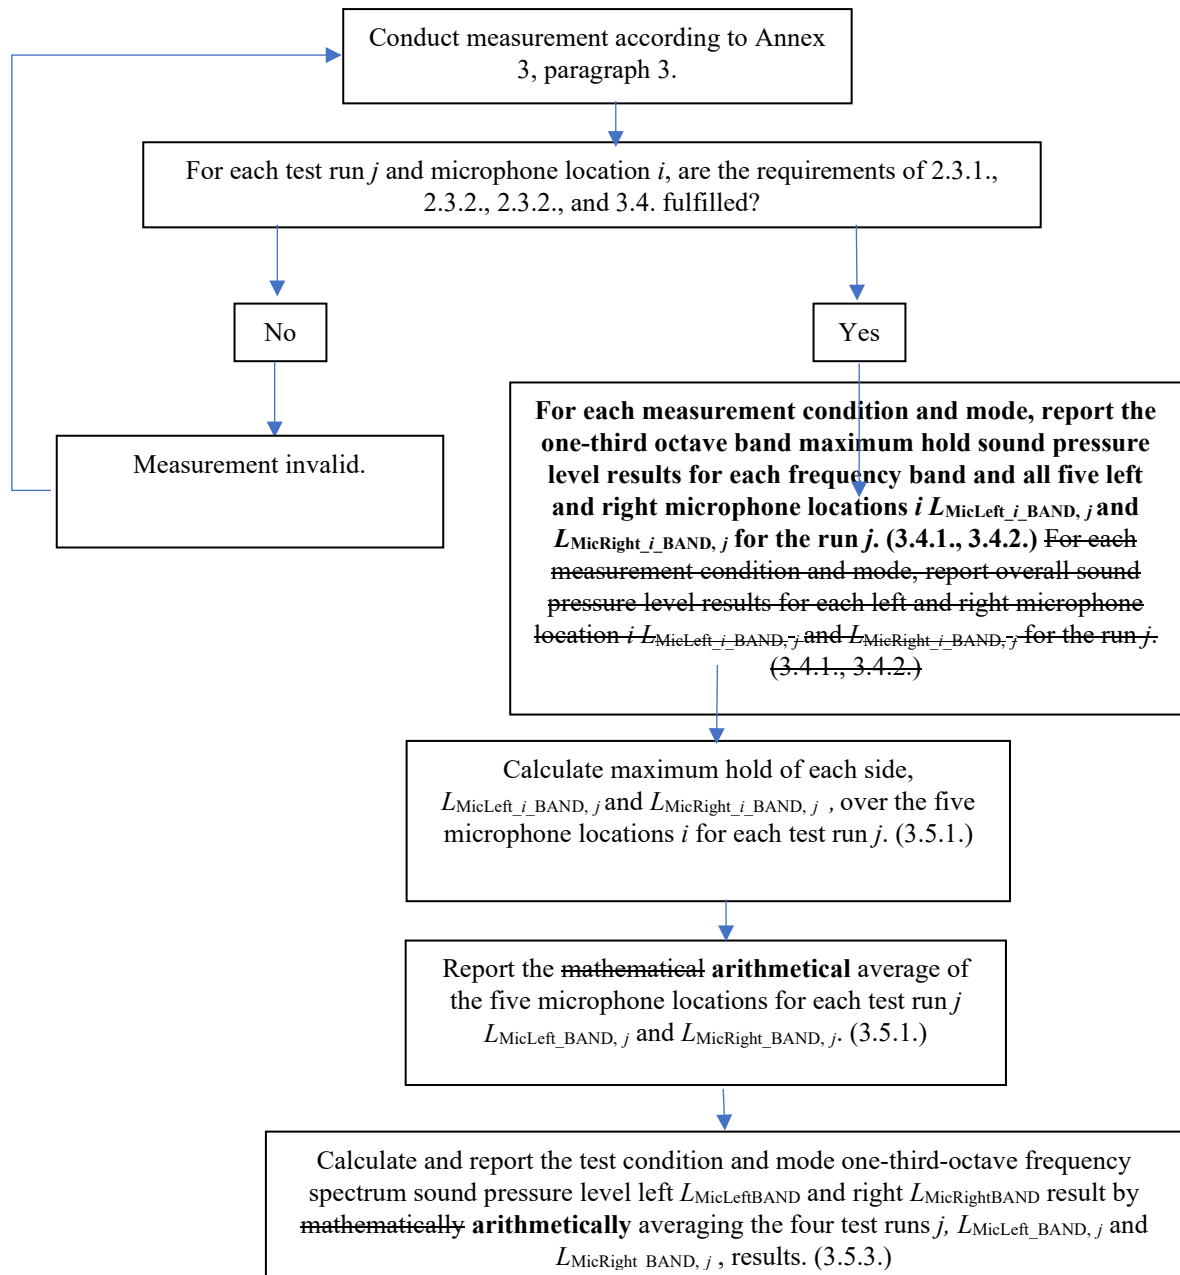 Conduct measurement according to Annex
3, paragraph 3.
For each test run j and microphone location i, are the requirements of 2.3.1.,
2.3.2., 2.3.2., and 3.4. fulfilled?
No
Yes
Measurement invalid.
For each measurement condition and mode, report the
one-third octave band maximum hold sound pressure
level results for each frequency band and all five left
and right microphone locations i LMicLeft_i_BAND, j and
LMicRight_i_BAND, j for the run j. (3.4.1., 3.4.2.) For each
measurement condition and mode, report overall sound
pressure level results for each left and right microphone
location i LMicLeft_i_BAND, j and LMicRight_i_BAND, j for the run j.
(3.4.1., 3.4.2.)
Calculate maximum hold of each side,
LMicLeft_i_BAND, j and LMicRight_i_BAND, j , over the five
microphone locations i for each test run j. (3.5.1.)
Report the mathematical arithmetical average of
the five microphone locations for each test run j
LMicLeft_BAND, j and LMicRight_BAND, j. (3.5.1.)
Calculate and report the test condition and mode one-third-octave frequency
spectrum sound pressure level left LMicLeftBAND and right LMicRightBAND result by
mathematically arithmetically averaging the four test runs j, LMicLeft_BAND, j and
LMicRight_BAND, j , results. (3.5.3.)